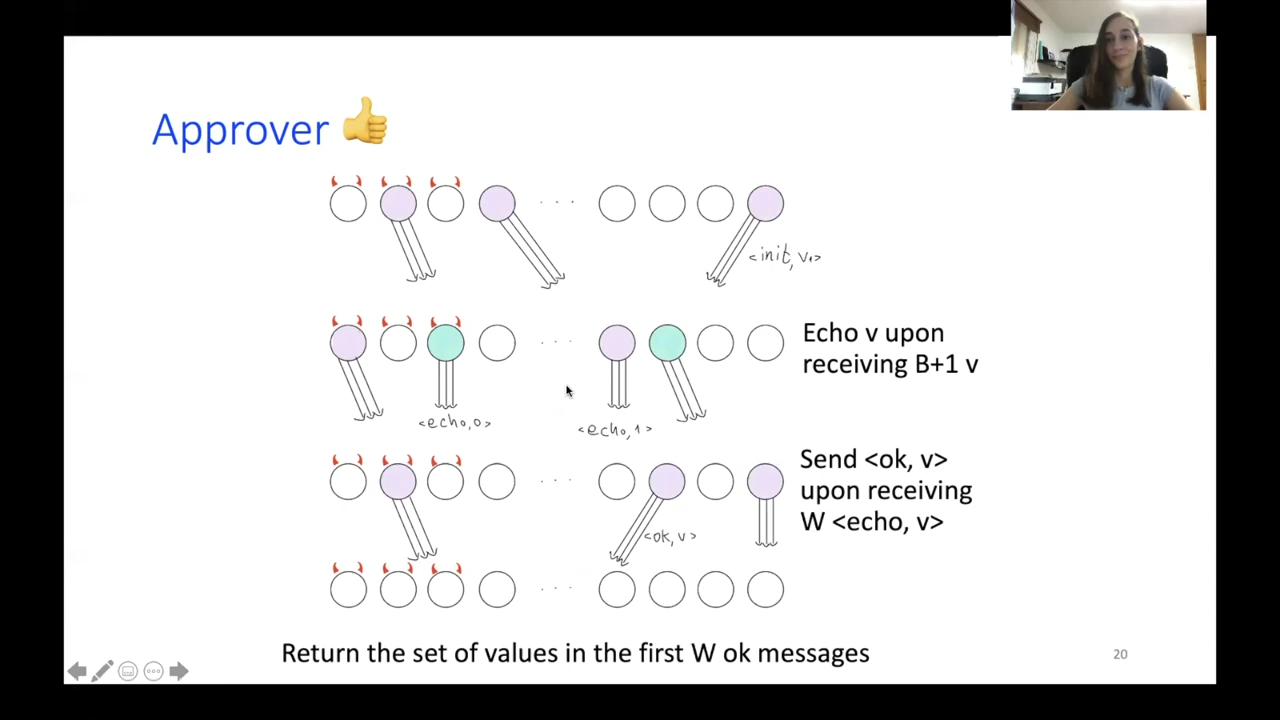 Approver 👍
. . .
<init, v1>
. . .
Echo v upon
receiving B+1 v
<echo,0>
<echo,1>
. . .
Send <ok, v>
upon receiving
W <echo, v>
<ok, v>
. . .
Return the set of values in the first W ok messages
20